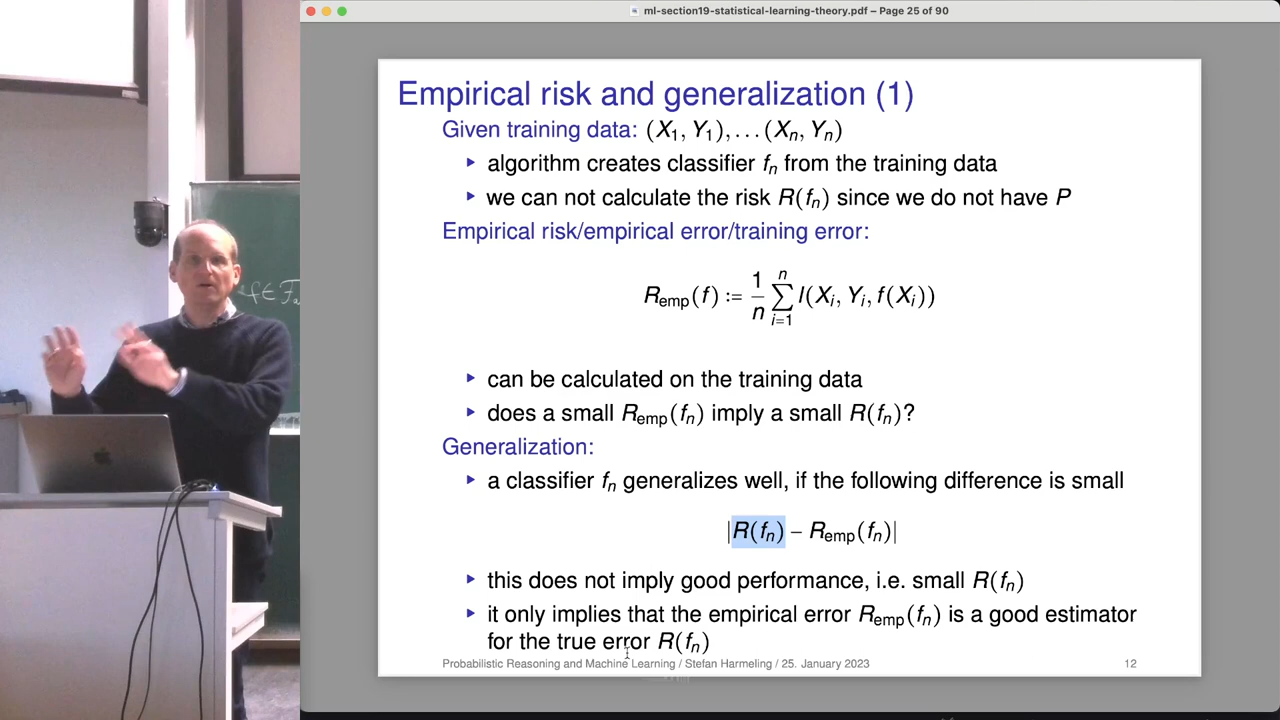 ml-section19-statistical-learning-theory.pdf – Page 25 of 90
Empirical risk and generalization (1)
Given training data: (X₁, Y₁), . . . (Xₙ, Yₙ)
▸ algorithm creates classifier fₙ from the training data
▸ we can not calculate the risk R(fₙ) since we do not have P
Empirical risk/empirical error/training error:
R_emp(f) := 1/n ∑_{i=1}^{n} l(Xᵢ, Yᵢ, f(Xᵢ))
▸ can be calculated on the training data
▸ does a small R_emp(fₙ) imply a small R(fₙ)?
Generalization:
▸ a classifier fₙ generalizes well, if the following difference is small
|R(fₙ) – R_emp(fₙ)|
▸ this does not imply good performance, i.e. small R(fₙ)
▸ it only implies that the empirical error R_emp(fₙ) is a good estimator
for the true error R(fₙ)
Probabilistic Reasoning and Machine Learning / Stefan Harmeling / 25. January 2023
12